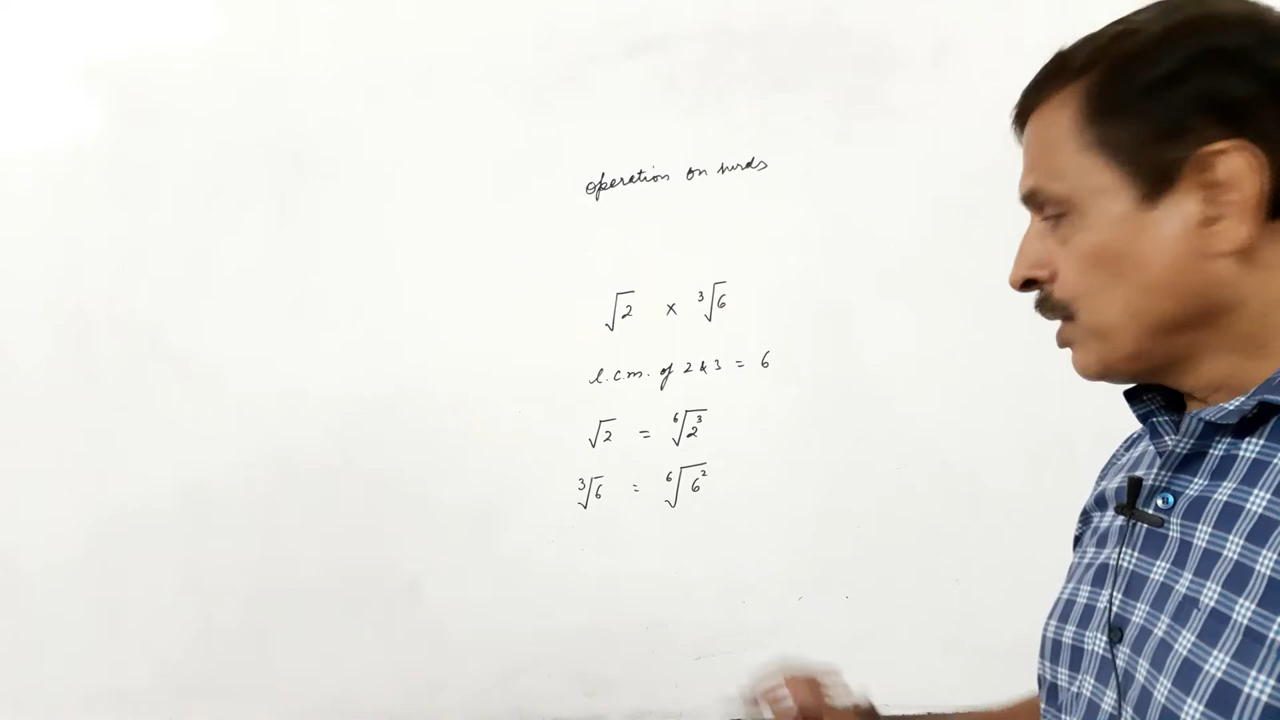 operation on surds
√2 × ³√6
l.c.m. of 2 & 3 = 6
√2 = ⁶√2³
³√6 = ⁶√6²